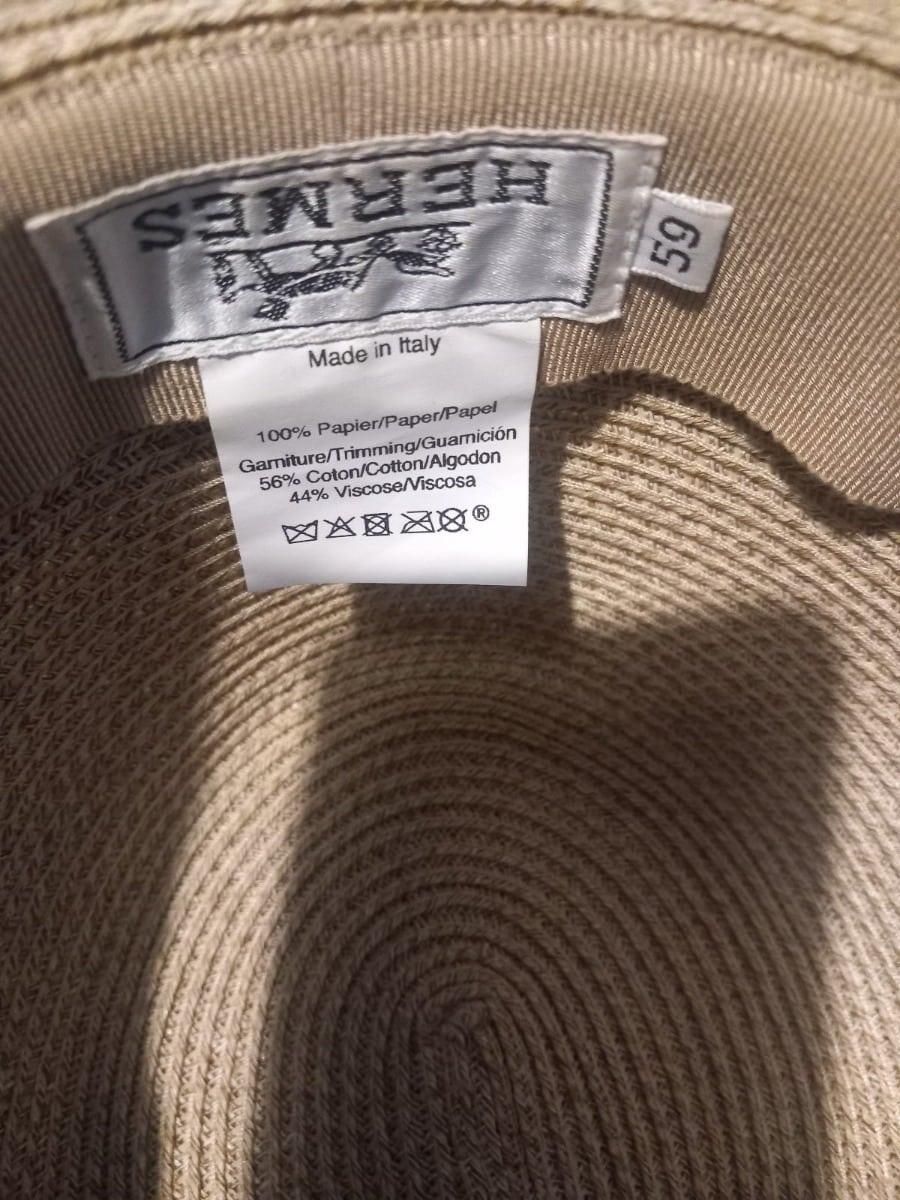 HERMES
59
Made in Italy
100% Papier/Paper/Papel
Garniture/Trimming/Guarnición
56% Coton/Cotton/Algodon
44% Viscose/Viscosa
®